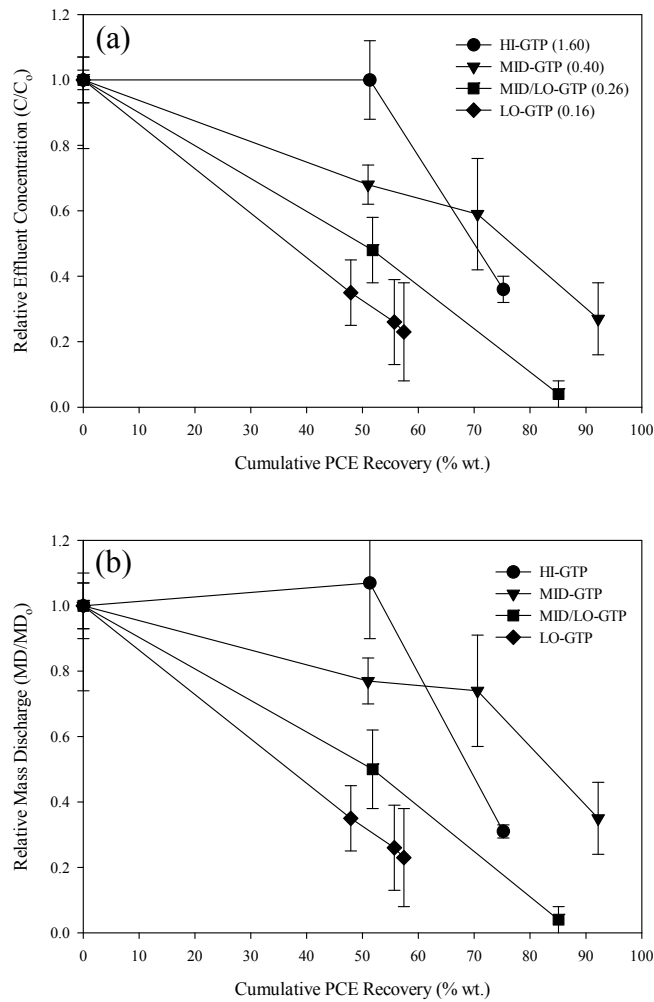 (a)
HI-GTP (1.60)
MID-GTP (0.40)
MID/LO-GTP (0.26)
LO-GTP (0.16)
Relative Effluent Concentration (C/Co)
1.2
1.0
0.8
0.6
0.4
0.2
0.0
0 10 20 30 40 50 60 70 80 90 100
Cumulative PCE Recovery (% wt.)
(b)
HI-GTP
MID-GTP
MID/LO-GTP
LO-GTP
Relative Mass Discharge (MD/MDo)
1.2
1.0
0.8
0.6
0.4
0.2
0.0
0 10 20 30 40 50 60 70 80 90 100
Cumulative PCE Recovery (% wt.)